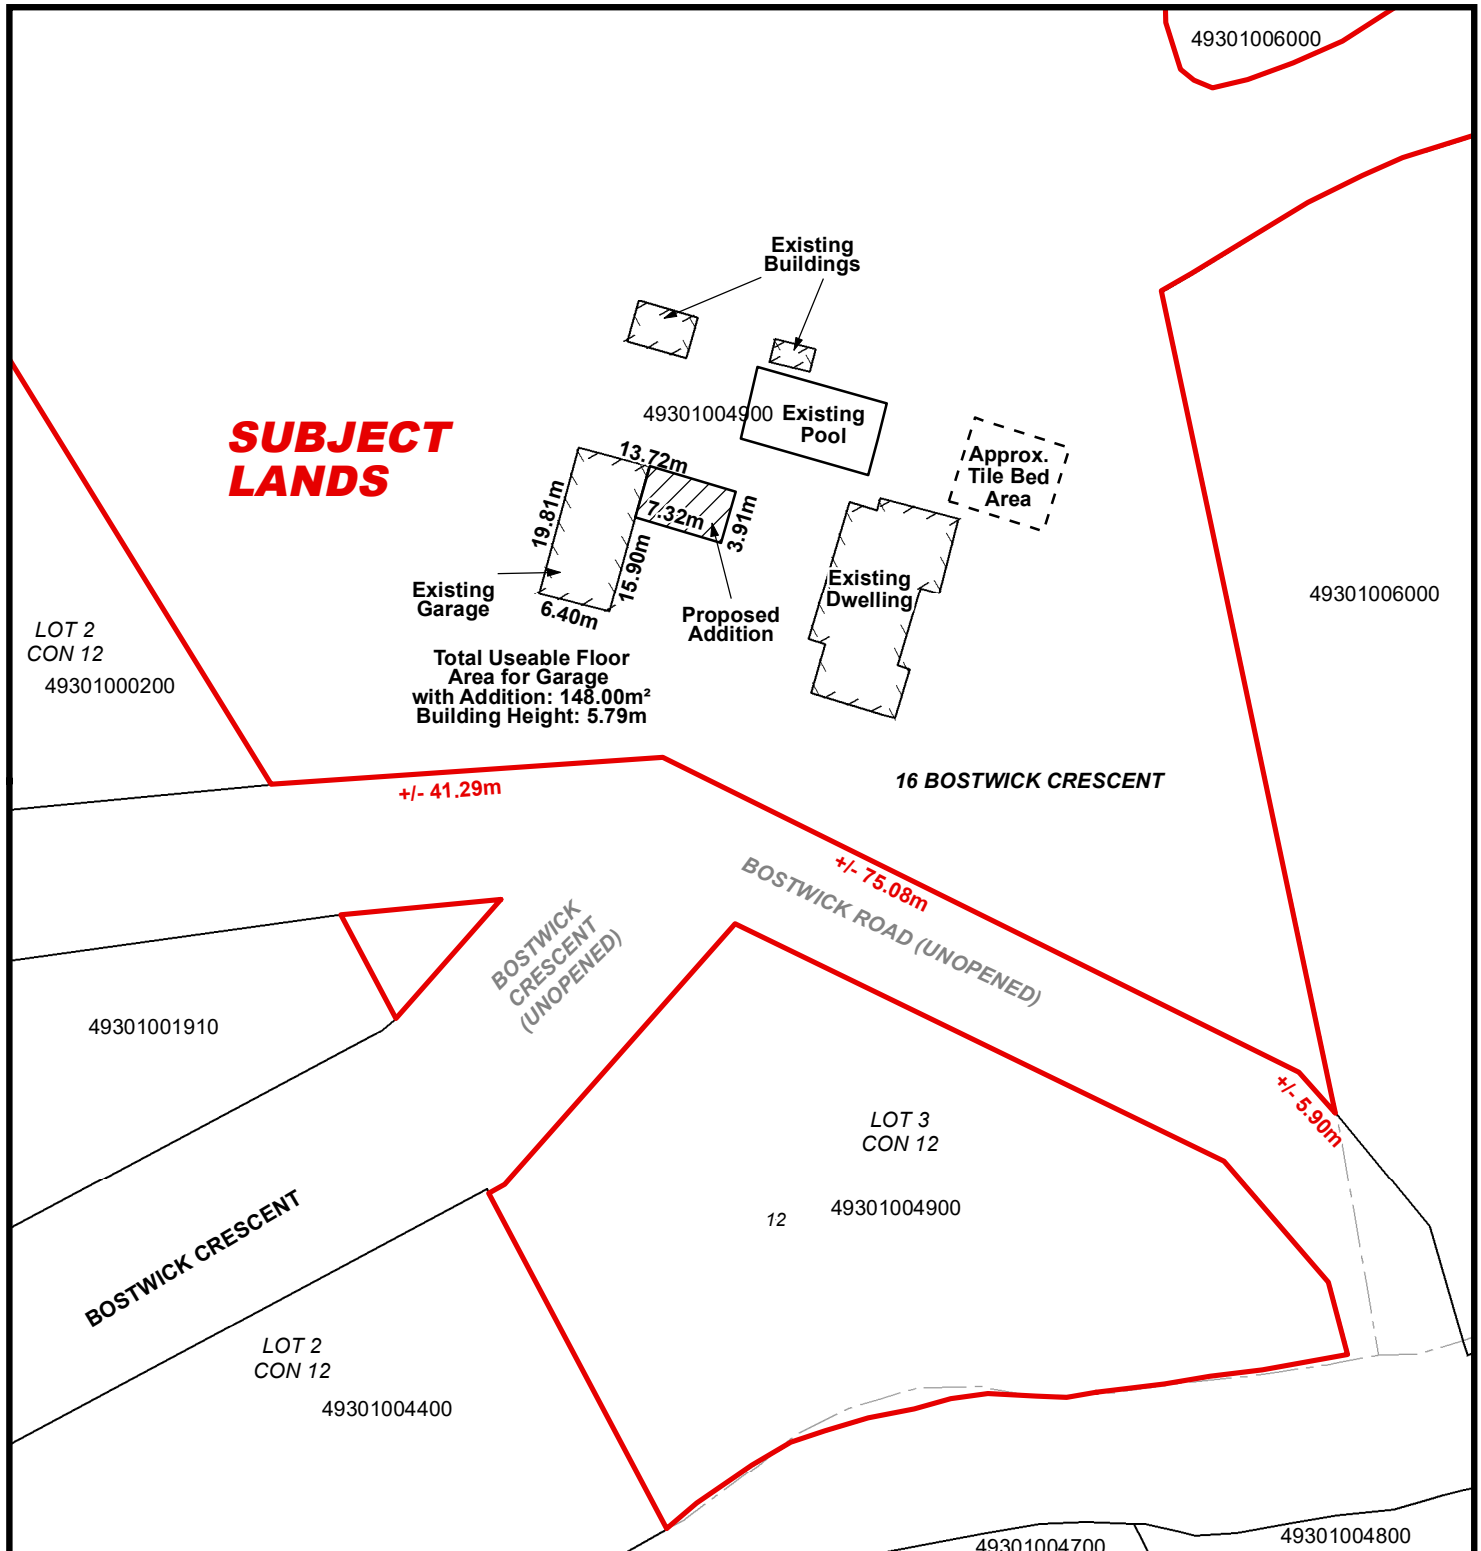 49301006000
Existing
Buildings
49301004900
Existing
Pool
SUBJECT
LANDS
13.72m
Approx.
Tile Bed
Area
19.81m
7.32m
3.91m
15.90m
Existing
Garage
6.40m
Proposed
Addition
Existing
Dwelling
49301006000
LOT 2
CON 12
49301000200
Total Useable Floor
Area for Garage
with Addition: 148.00m²
Building Height: 5.79m
+/- 41.29m
16 BOSTWICK CRESCENT
+/- 75.08m
BOSTWICK ROAD (UNOPENED)
BOSTWICK
CRESCENT
(UNOPENED)
49301001910
+/- 5.90m
LOT 3
CON 12
12
49301004900
BOSTWICK CRESCENT
LOT 2
CON 12
49301004400
49301004700
49301004800